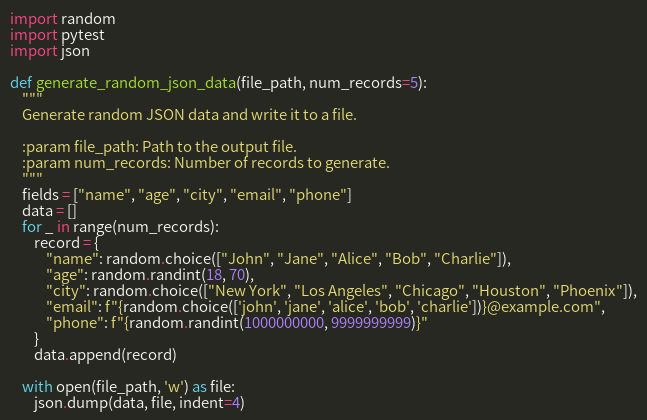 import random
import pytest
import json

def generate_random_json_data(file_path, num_records=5):
    """
    Generate random JSON data and write it to a file.

    :param file_path: Path to the output file.
    :param num_records: Number of records to generate.
    """
    fields = ["name", "age", "city", "email", "phone"]
    data = []
    for _ in range(num_records):
        record = {
            "name": random.choice(["John", "Jane", "Alice", "Bob", "Charlie"]),
            "age": random.randint(18, 70),
            "city": random.choice(["New York", "Los Angeles", "Chicago", "Houston", "Phoenix"]),
            "email": f"{random.choice(['john', 'jane', 'alice', 'bob', 'charlie'])}@example.com",
            "phone": f"{random.randint(1000000000, 9999999999)}"
        }
        data.append(record)

    with open(file_path, 'w') as file:
        json.dump(data, file, indent=4)